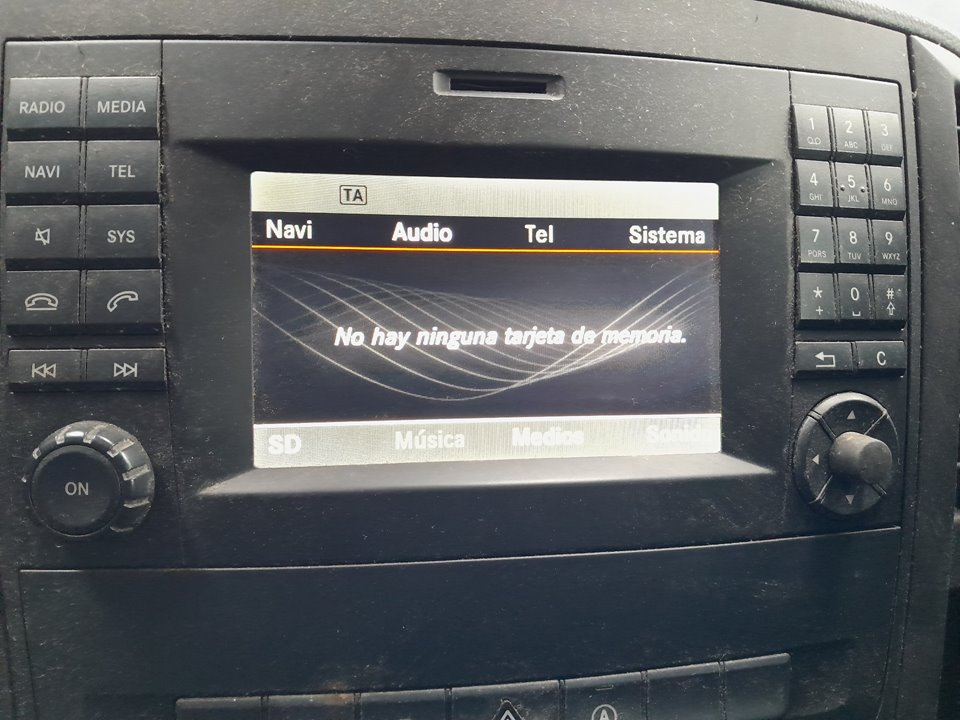 RADIO MEDIA
NAVI TEL
SYS
ON
TA
Navi Audio Tel Sistema
No hay ninguna tarjeta de memoria.
SD Música Medios Sonido
1 2 ABC 3 DEF
4 GHI 5 JKL 6 MNO
7 PQRS 8 TUV 9 WXYZ
* + 0 #
C
A